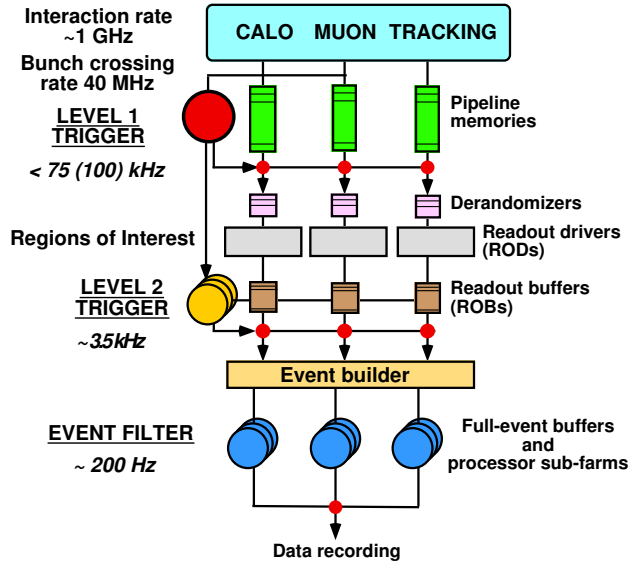 Interaction rate
~1 GHz
CALO MUON TRACKING
Bunch crossing
rate 40 MHz
LEVEL 1
TRIGGER
< 75 (100) kHz
Pipeline
memories
Derandomizers
Regions of Interest
Readout drivers
(RODs)
LEVEL 2
TRIGGER
~3.5kHz
Readout buffers
(ROBs)
Event builder
EVENT FILTER
~ 200 Hz
Full-event buffers
and
processor sub-farms
Data recording